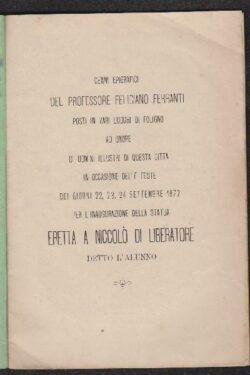 CENNI EPIGRAFICI
DEL PROFESSORE FELICIANO FERRANTI
POSTI IN VARI LUOGHI DI FOLIGNO
AD ONORE
DI UOMINI ILLUSTRI DI QUESTA CITTÀ
IN OCCASIONE DELLE FESTE
DEI GIORNI 22, 23, 24 SETTEMBRE 1872
PER L'INAUGURAZIONE DELLA STATUA
ERETTA A NICCOLÒ DI LIBERATORE
DETTO L'ALUNNO